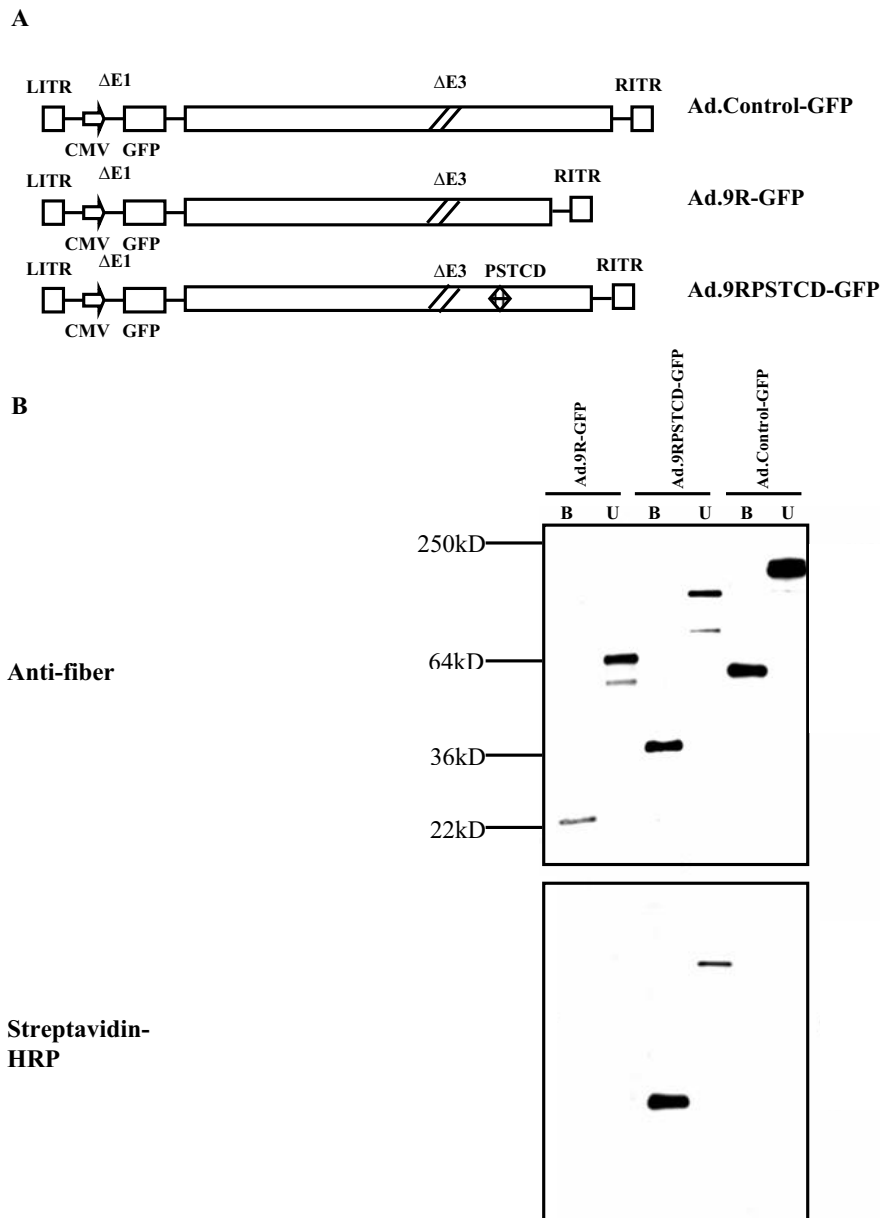 A
LITR ΔE1 ΔE3 RITR
Ad.Control-GFP
CMV GFP
LITR ΔE1 ΔE3 RITR
Ad.9R-GFP
CMV GFP
LITR ΔE1 ΔE3 PSTCD RITR
Ad.9RPSTCD-GFP
CMV GFP
B
Ad.9R-GFP
Ad.9RPSTCD-GFP
Ad.Control-GFP
B U B U B U
250kD
64kD
36kD
22kD
Anti-fiber
Streptavidin-
HRP